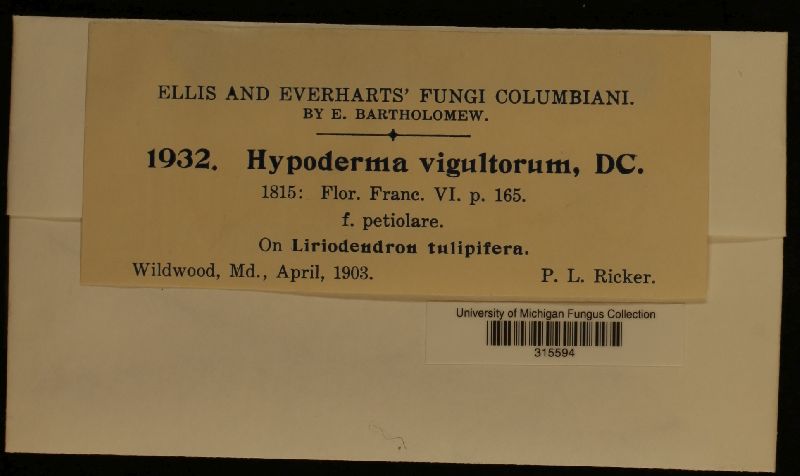 ELLIS AND EVERHARTS' FUNGI COLUMBIANI.
BY E. BARTHOLOMEW.
1932. Hypoderma vigultorum, DC.
1815: Flor. Franc. VI. p. 165.
f. petiolare.
On Liriodendron tulipifera.
Wildwood, Md., April, 1903. P. L. Ricker.
University of Michigan Fungus Collection
315594